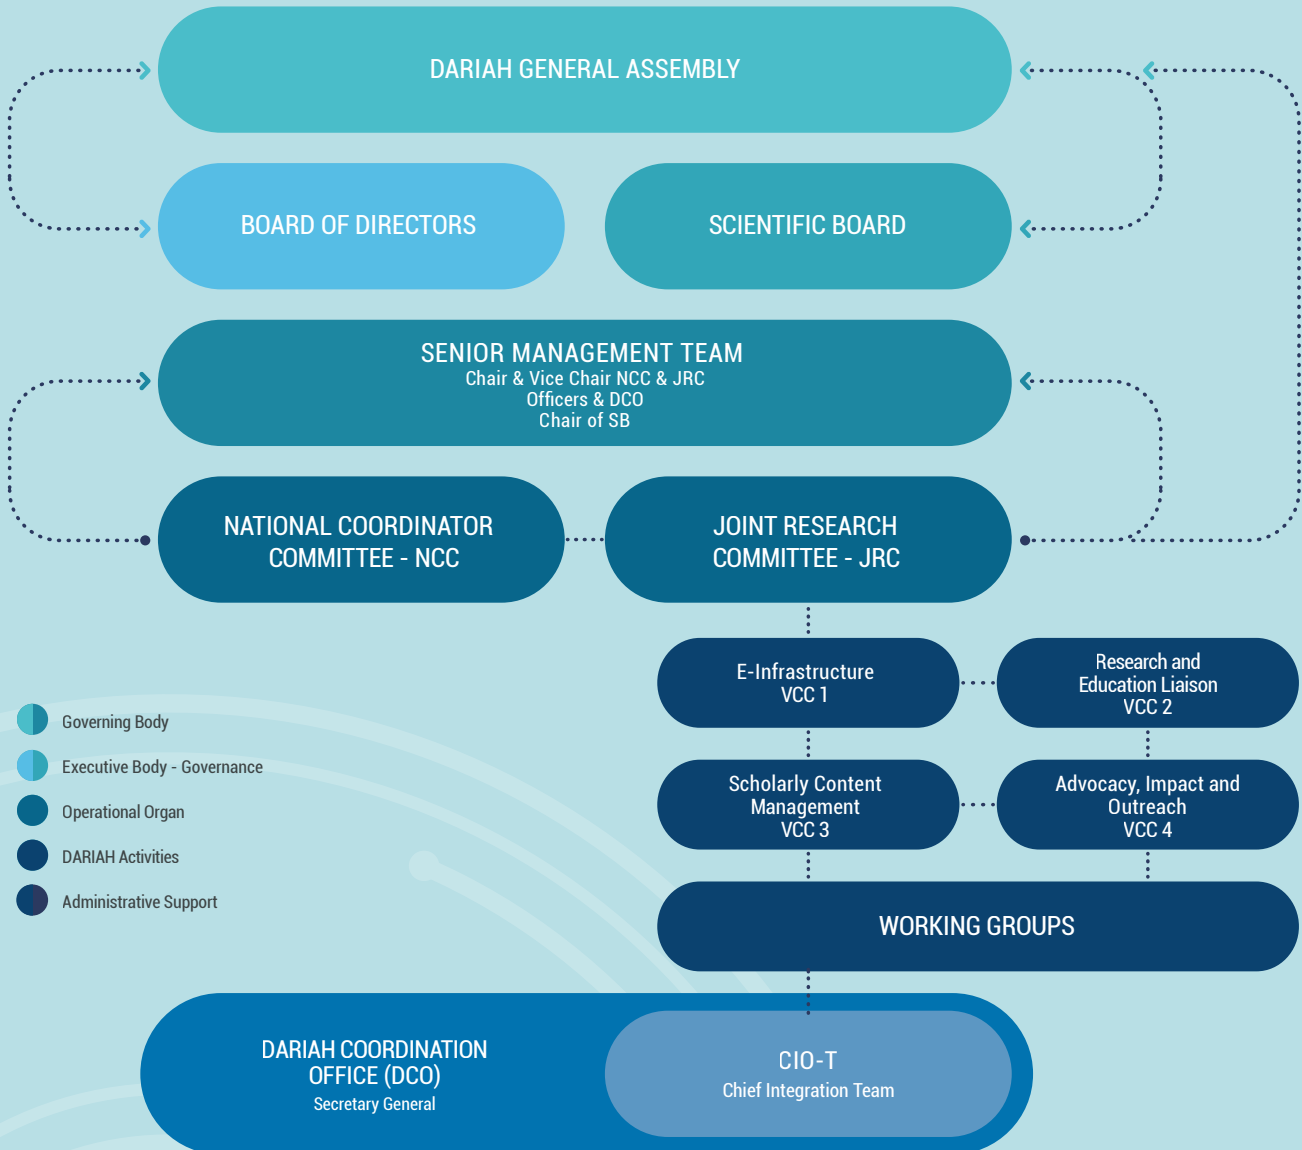 DARIAH GENERAL ASSEMBLY
BOARD OF DIRECTORS
SCIENTIFIC BOARD
SENIOR MANAGEMENT TEAM
Chair & Vice Chair NCC & JRC
Officers & DCO
Chair of SB
NATIONAL COORDINATOR
COMMITTEE - NCC
JOINT RESEARCH
COMMITTEE - JRC
E-Infrastructure
VCC 1
Research and
Education Liaison
VCC 2
Scholarly Content
Management
VCC 3
Advocacy, Impact and
Outreach
VCC 4
WORKING GROUPS
Governing Body
Executive Body - Governance
Operational Organ
DARIAH Activities
Administrative Support
DARIAH COORDINATION
OFFICE (DCO)
Secretary General
CIO-T
Chief Integration Team